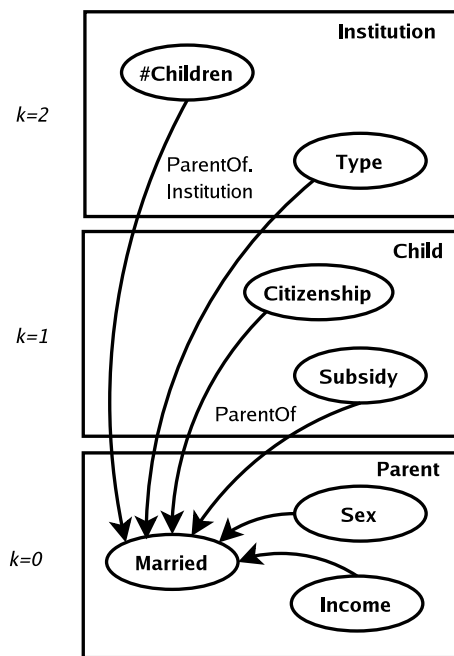 Institution
#Children
k=2
ParentOf.
Institution
Type
Child
Citizenship
k=1
Subsidy
ParentOf
Parent
Sex
k=0
Married
Income